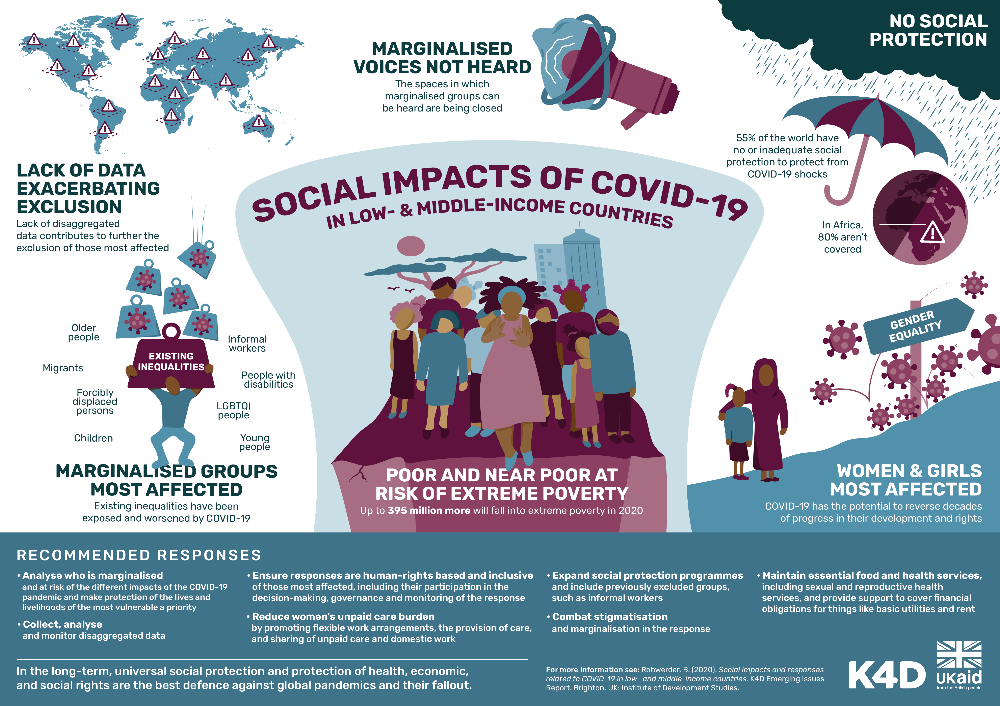 MARGINALISED
VOICES NOT HEARD
The spaces in which
marginalised groups can
be heard are being closed
NO SOCIAL
PROTECTION
55% of the world have
no or inadequate social
protection to protect from
COVID-19 shocks
In Africa,
80% aren't
covered
LACK OF DATA
EXACERBATING
EXCLUSION
Lack of disaggregated
data contributes to further the
exclusion of those most affected
SOCIAL IMPACTS OF COVID-19
IN LOW- & MIDDLE-INCOME COUNTRIES
Older
people
Migrants
Forcibly
displaced
persons
Children
EXISTING
INEQUALITIES
Informal
workers
People with
disabilities
LGBTQI
people
Young
people
MARGINALISED GROUPS
MOST AFFECTED
Existing inequalities have been
exposed and worsened by COVID-19
POOR AND NEAR POOR AT
RISK OF EXTREME POVERTY
Up to 395 million more will fall into extreme poverty in 2020
GENDER
EQUALITY
WOMEN & GIRLS
MOST AFFECTED
COVID-19 has the potential to reverse decades
of progress in their development and rights
RECOMMENDED RESPONSES
• Analyse who is marginalised
and at risk of the different impacts of the COVID-19
pandemic and make protection of the lives and
livelihoods of the most vulnerable a priority
• Collect, analyse
and monitor disaggregated data
• Ensure responses are human-rights based and inclusive
of those most affected, including their participation in the
decision-making, governance and monitoring of the response
• Reduce women's unpaid care burden
by promoting flexible work arrangements, the provision of care,
and sharing of unpaid care and domestic work
• Expand social protection programmes
and include previously excluded groups,
such as informal workers
• Combat stigmatisation
and marginalisation in the response
• Maintain essential food and health services,
including sexual and reproductive health
services, and provide support to cover financial
obligations for things like basic utilities and rent
In the long-term, universal social protection and protection of health, economic,
and social rights are the best defence against global pandemics and their fallout.
For more information see: Rohwerder, B. (2020). Social impacts and responses
related to COVID-19 in low- and middle-income countries. K4D Emerging Issues
Report. Brighton, UK: Institute of Development Studies.
K4D
UKaid
from the British people